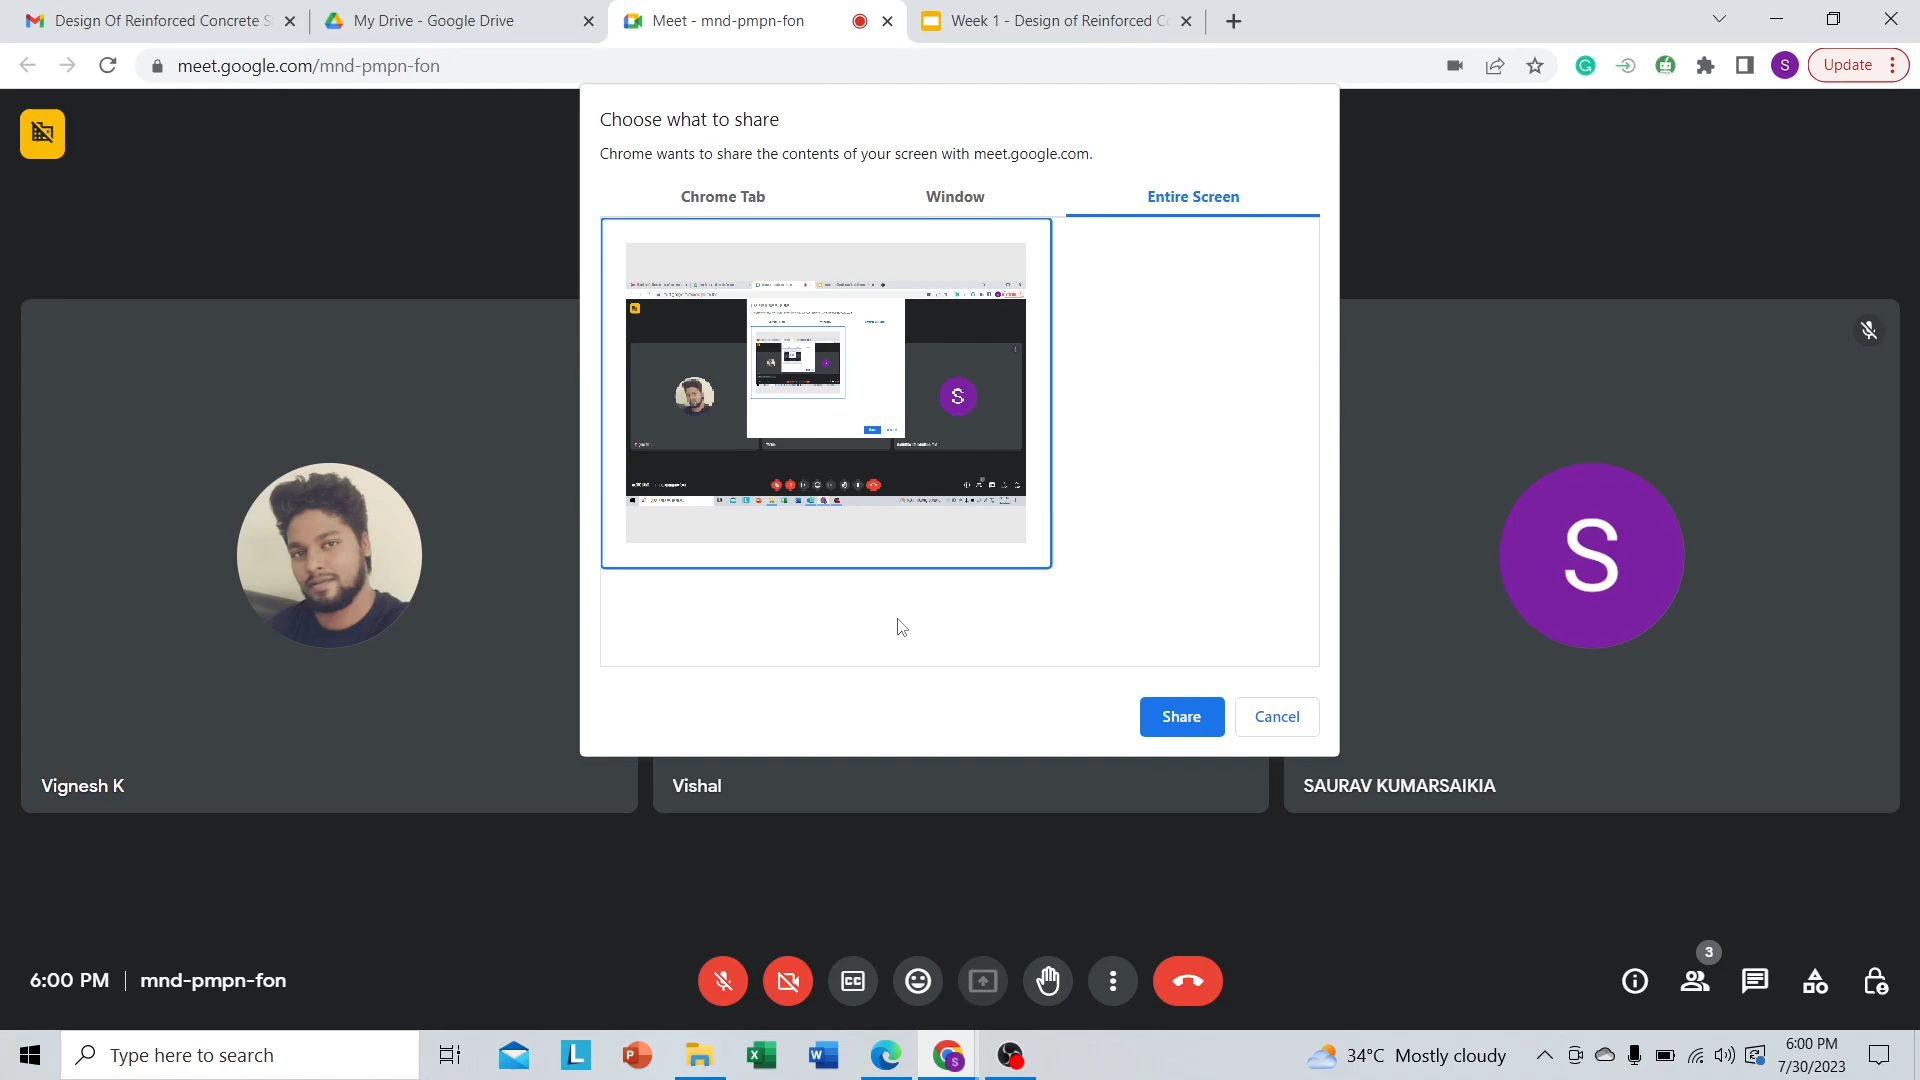 Design Of Reinforced Concrete S
My Drive - Google Drive
Meet - mnd-pmpn-fon
Week 1 - Design of Reinforced Co
meet.google.com/mnd-pmpn-fon
S
Update
Choose what to share
Chrome wants to share the contents of your screen with meet.google.com.
Chrome Tab
Window
Entire Screen
S
S
Share
Cancel
Vignesh K
Vishal
SAURAV KUMARSAIKIA
6:00 PM
mnd-pmpn-fon
CC
3
Type here to search
L
34°C Mostly cloudy
6:00 PM
7/30/2023